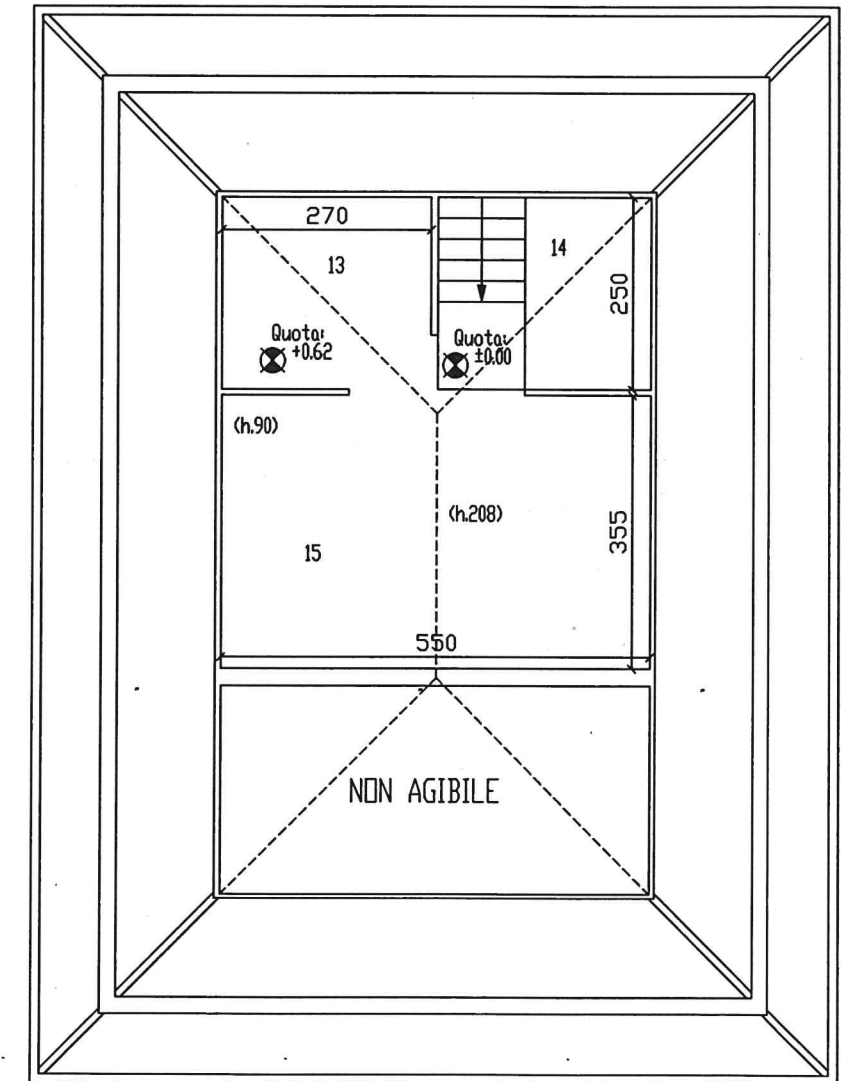 270
13
14
250
Quota:
+0.62
Quota:
±0.00
(h.90)
(h.208)
355
15
550
NON AGIBILE